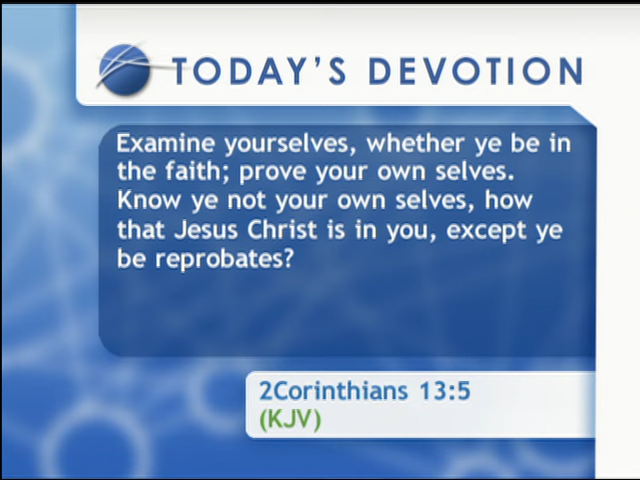 TODAY'S DEVOTION
Examine yourselves, whether ye be in
the faith; prove your own selves.
Know ye not your own selves, how
that Jesus Christ is in you, except ye
be reprobates?
2Corinthians 13:5
(KJV)